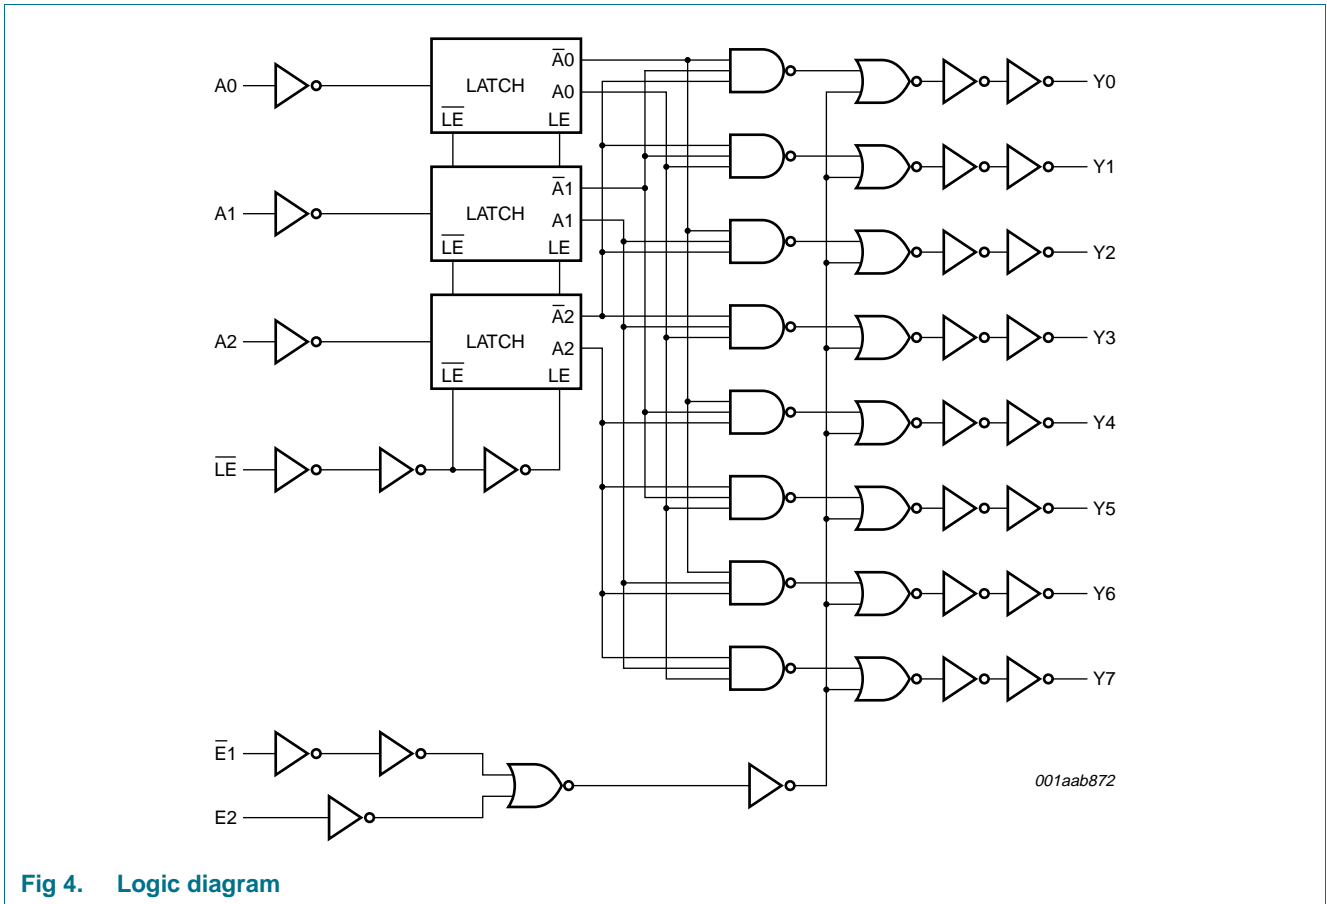 A0
LATCH
A̅0
A0
L̅E̅
LE
Y0
A1
LATCH
A̅1
A1
L̅E̅
LE
Y1
A2
LATCH
A̅2
A2
L̅E̅
LE
Y2
Y3
Y4
L̅E̅
Y5
Y6
Y7
E̅1
E2
001aab872
Fig 4. Logic diagram